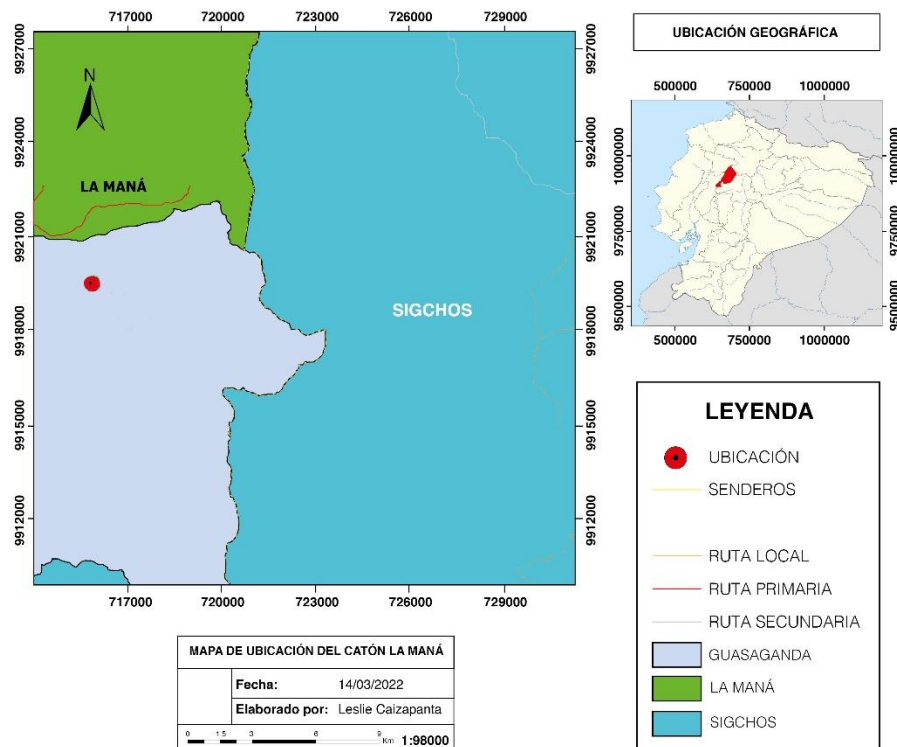 717000 720000 723000 726000 729000
9927000
9924000
9921000
9918000
9915000
9912000
N
LA MANÁ
SIGCHOS
9927000
9924000
9921000
9918000
9915000
9912000
717000 720000 723000 726000 729000
MAPA DE UBICACIÓN DEL CATÓN LA MANÁ
Fecha: 14/03/2022
Elaborado por: Leslie Caizapanta
0 1.5 3 6 9 Km 1:98000
UBICACIÓN GEOGRÁFICA
500000 750000 1000000
10000000
9750000
9500000
10000000
9750000
9500000
500000 750000 1000000
LEYENDA
UBICACIÓN
SENDEROS
RUTA LOCAL
RUTA PRIMARIA
RUTA SECUNDARIA
GUASAGANDA
LA MANÁ
SIGCHOS